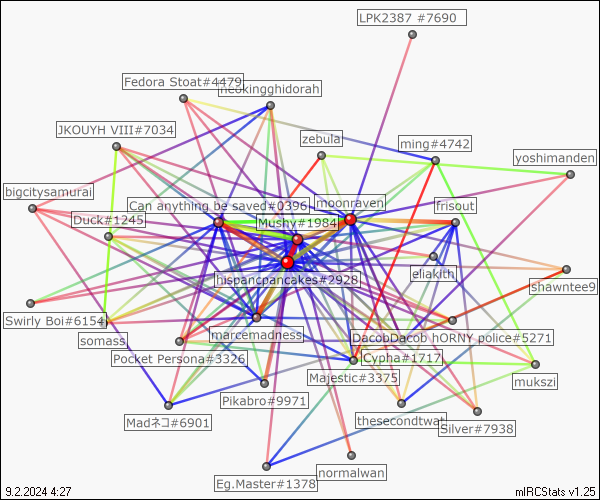 LPK2387 #7690
Fedora Stoat#4479
neokingghidorah
JKOUYH VIII#7034
zebula
ming#4742
yoshimanden
bigcitysamurai
Can anything be saved#0396
moonraven
frisout
Duck#1245
Mushy#1984
eliakith
hispancpancakes#2928
Shawntee9
Swirly Boi#6154
somass
marcemadness
DacobDacob hORNY police#5271
Pocket Persona#3326
Cypha#1717
Majestic#3375
mukszi
Pikabro#9971
Madネコ#6901
thesecondtwat
Silver#7938
Eg.Master#1378
normalwan
9.2.2024 4:27
mIRCStats v1.25